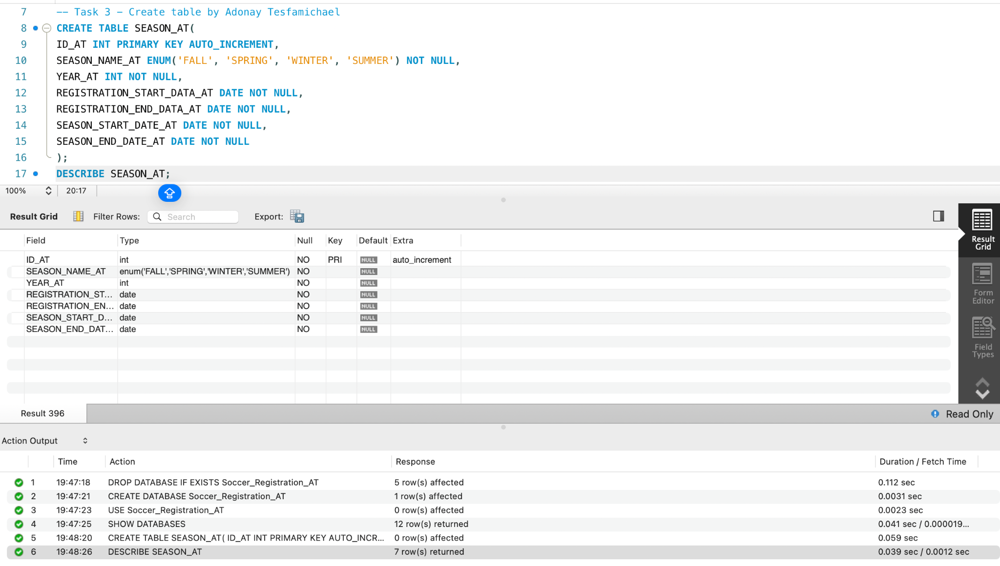 7 -- Task 3 - Create table by Adonay Tesfamichael
8 CREATE TABLE SEASON_AT(
9 ID_AT INT PRIMARY KEY AUTO_INCREMENT,
10 SEASON_NAME_AT ENUM('FALL', 'SPRING', 'WINTER', 'SUMMER') NOT NULL,
11 YEAR_AT INT NOT NULL,
12 REGISTRATION_START_DATA_AT DATE NOT NULL,
13 REGISTRATION_END_DATA_AT DATE NOT NULL,
14 SEASON_START_DATE_AT DATE NOT NULL,
15 SEASON_END_DATE_AT DATE NOT NULL
16 );
17 DESCRIBE SEASON_AT;
100% 20:17
Result Grid Filter Rows: Search Export:
Field Type Null Key Default Extra
ID_AT int NO PRI NULL auto_increment
SEASON_NAME_AT enum('FALL','SPRING','WINTER','SUMMER') NO NULL
YEAR_AT int NO NULL
REGISTRATION_ST... date NO NULL
REGISTRATION_EN... date NO NULL
SEASON_START_D... date NO NULL
SEASON_END_DAT... date NO NULL
Result
Grid
Form
Editor
Field
Types
Result 396 Read Only
Action Output
Time Action Response Duration / Fetch Time
1 19:47:18 DROP DATABASE IF EXISTS Soccer_Registration_AT 5 row(s) affected 0.112 sec
2 19:47:21 CREATE DATABASE Soccer_Registration_AT 1 row(s) affected 0.0031 sec
3 19:47:23 USE Soccer_Registration_AT 0 row(s) affected 0.0023 sec
4 19:47:25 SHOW DATABASES 12 row(s) returned 0.041 sec / 0.000019...
5 19:48:20 CREATE TABLE SEASON_AT( ID_AT INT PRIMARY KEY AUTO_INCR... 0 row(s) affected 0.059 sec
6 19:48:26 DESCRIBE SEASON_AT 7 row(s) returned 0.039 sec / 0.0012 sec